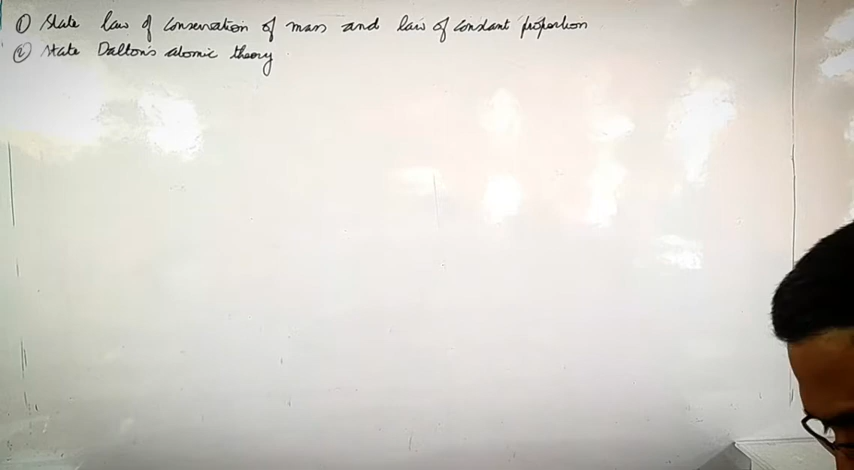 ① State law of conservation of mass and law of constant proportion
② State Dalton's atomic theory